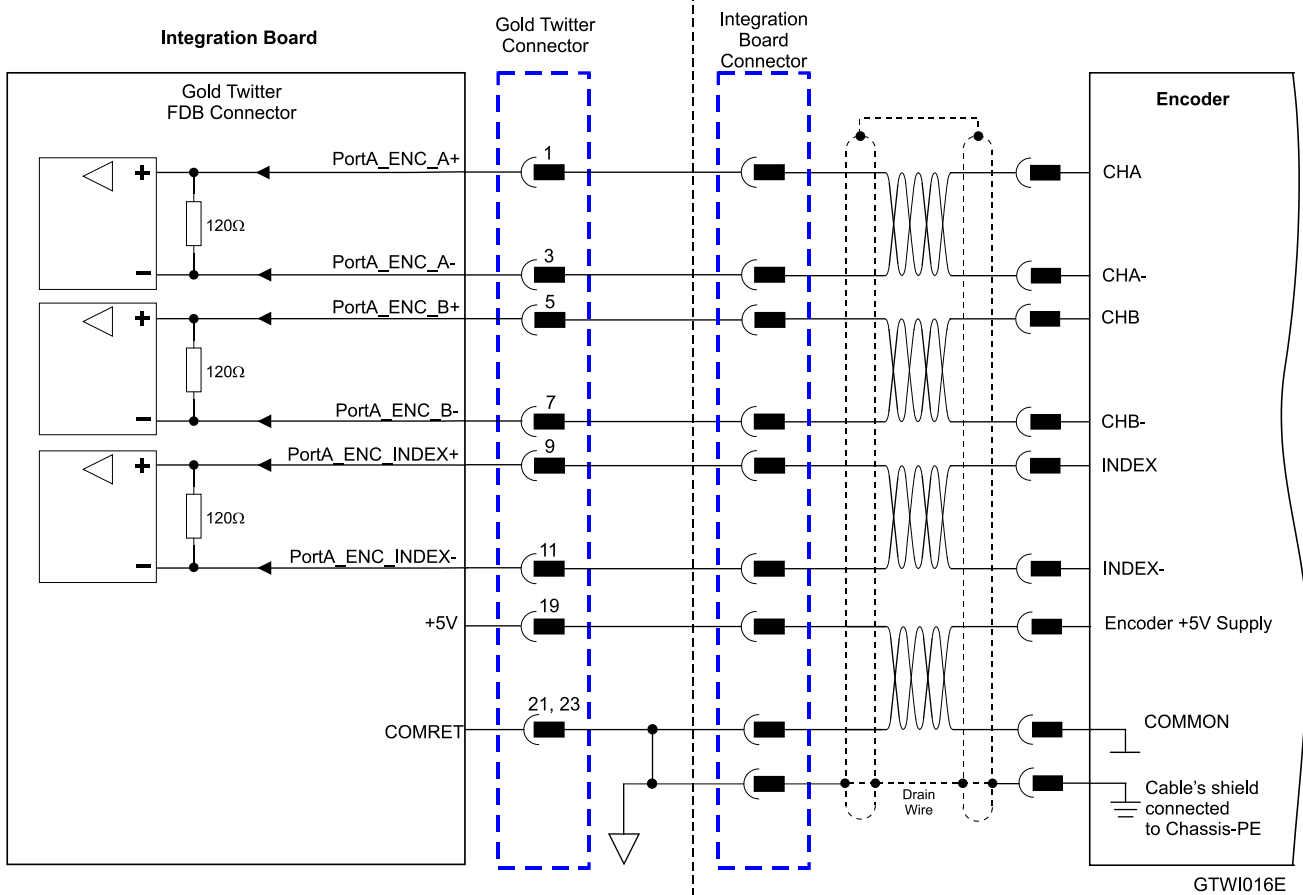 Integration Board
Gold Twitter
Connector
Integration
Board
Connector
Gold Twitter
FDB Connector
Encoder
+
PortA_ENC_A+
1
CHA
120Ω
−
PortA_ENC_A-
3
CHA-
+
PortA_ENC_B+
5
CHB
120Ω
−
PortA_ENC_B-
7
CHB-
+
PortA_ENC_INDEX+
9
INDEX
120Ω
−
PortA_ENC_INDEX-
11
INDEX-
+5V
19
Encoder +5V Supply
COMRET
21, 23
COMMON
Drain
Wire
Cable's shield
connected
to Chassis-PE
GTWI016E